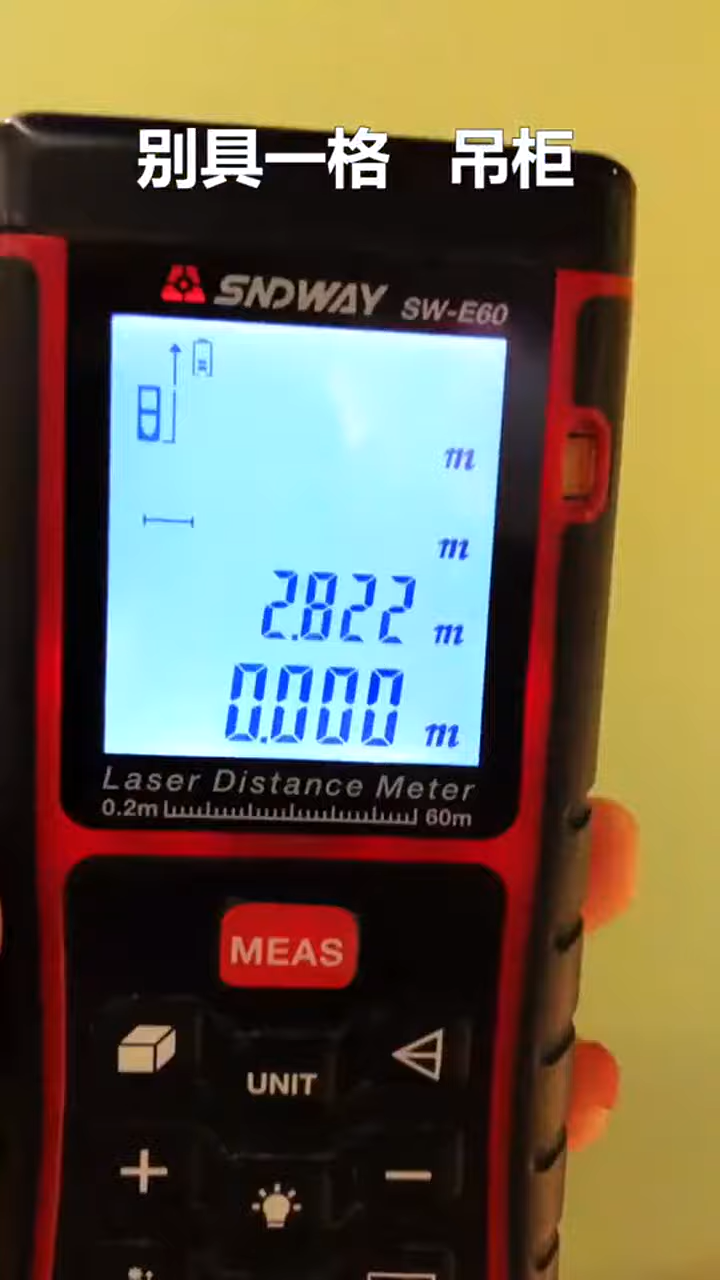 别具一格 吊柜
SNDWAY SW-E60
m
m
2.822 m
0.000 m
Laser Distance Meter
0.2m 60m
MEAS
UNIT